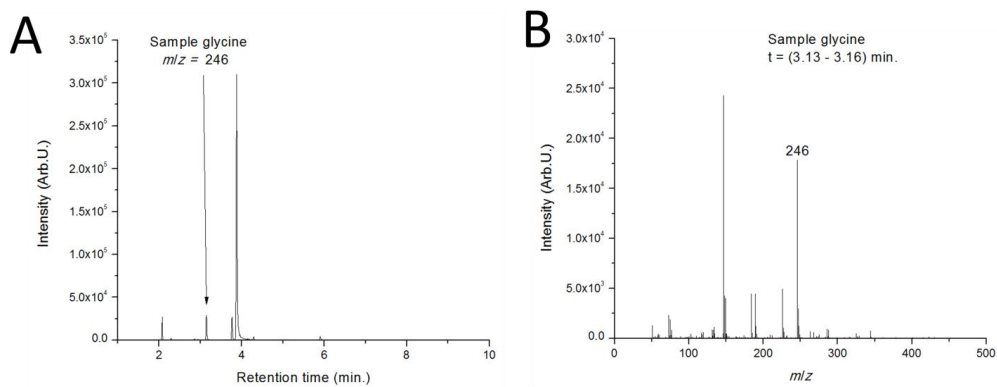 A
3.5x10⁵
3.0x10⁵
2.5x10⁵
2.0x10⁵
1.5x10⁵
1.0x10⁵
5.0x10⁴
0.0
Intensity (Arb.U.)
Sample glycine
m/z = 246
2
4
6
8
10
Retention time (min.)
B
3.0x10⁴
2.5x10⁴
2.0x10⁴
1.5x10⁴
1.0x10⁴
5.0x10³
0.0
Intensity (Arb.U.)
Sample glycine
t = (3.13 - 3.16) min.
246
0
100
200
300
400
500
m/z